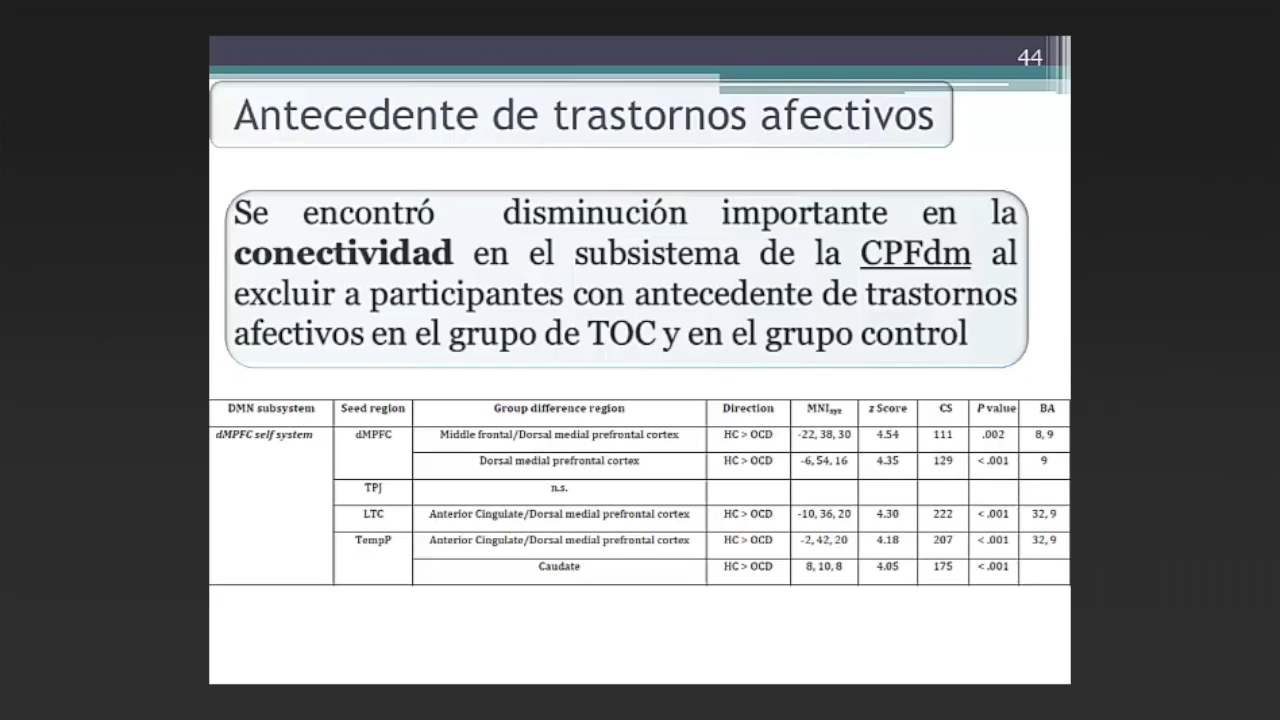 44
Antecedente de trastornos afectivos
Se encontró disminución importante en la
conectividad en el subsistema de la CPFdm al
excluir a participantes con antecedente de trastornos
afectivos en el grupo de TOC y en el grupo control
DMN subsystem Seed region Group difference region Direction MNIxyz z Score CS P value BA
dMPFC self system dMPFC Middle frontal/Dorsal medial prefrontal cortex HC > OCD -22, 38, 30 4.54 111 .002 8, 9
Dorsal medial prefrontal cortex HC > OCD -6, 54, 16 4.35 129 < .001 9
TPJ n.s.
LTC Anterior Cingulate/Dorsal medial prefrontal cortex HC > OCD -10, 36, 20 4.30 222 < .001 32, 9
TempP Anterior Cingulate/Dorsal medial prefrontal cortex HC > OCD -2, 42, 20 4.18 207 < .001 32, 9
Caudate HC > OCD 8, 10, 8 4.05 175 < .001